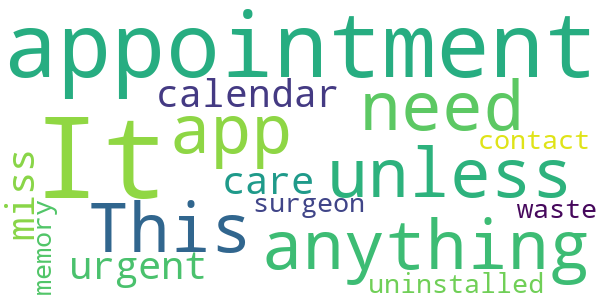 appointment
calendar
need
app
It
contact
unless
miss
care
surgeon
waste
This
memory
anything
urgent
uninstalled